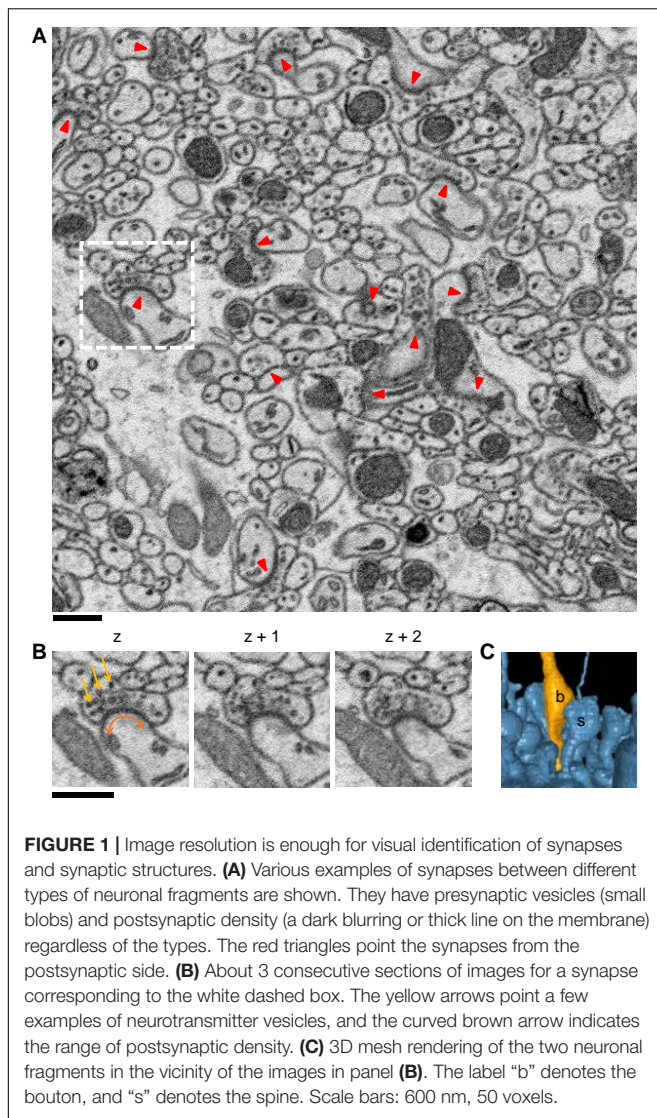 A
B
z
z + 1
z + 2
C
b
s
FIGURE 1 | Image resolution is enough for visual identification of synapses
and synaptic structures. (A) Various examples of synapses between different
types of neuronal fragments are shown. They have presynaptic vesicles (small
blobs) and postsynaptic density (a dark blurring or thick line on the membrane)
regardless of the types. The red triangles point the synapses from the
postsynaptic side. (B) About 3 consecutive sections of images for a synapse
corresponding to the white dashed box. The yellow arrows point a few
examples of neurotransmitter vesicles, and the curved brown arrow indicates
the range of postsynaptic density. (C) 3D mesh rendering of the two neuronal
fragments in the vicinity of the images in panel (B). The label “b” denotes the
bouton, and “s” denotes the spine. Scale bars: 600 nm, 50 voxels.